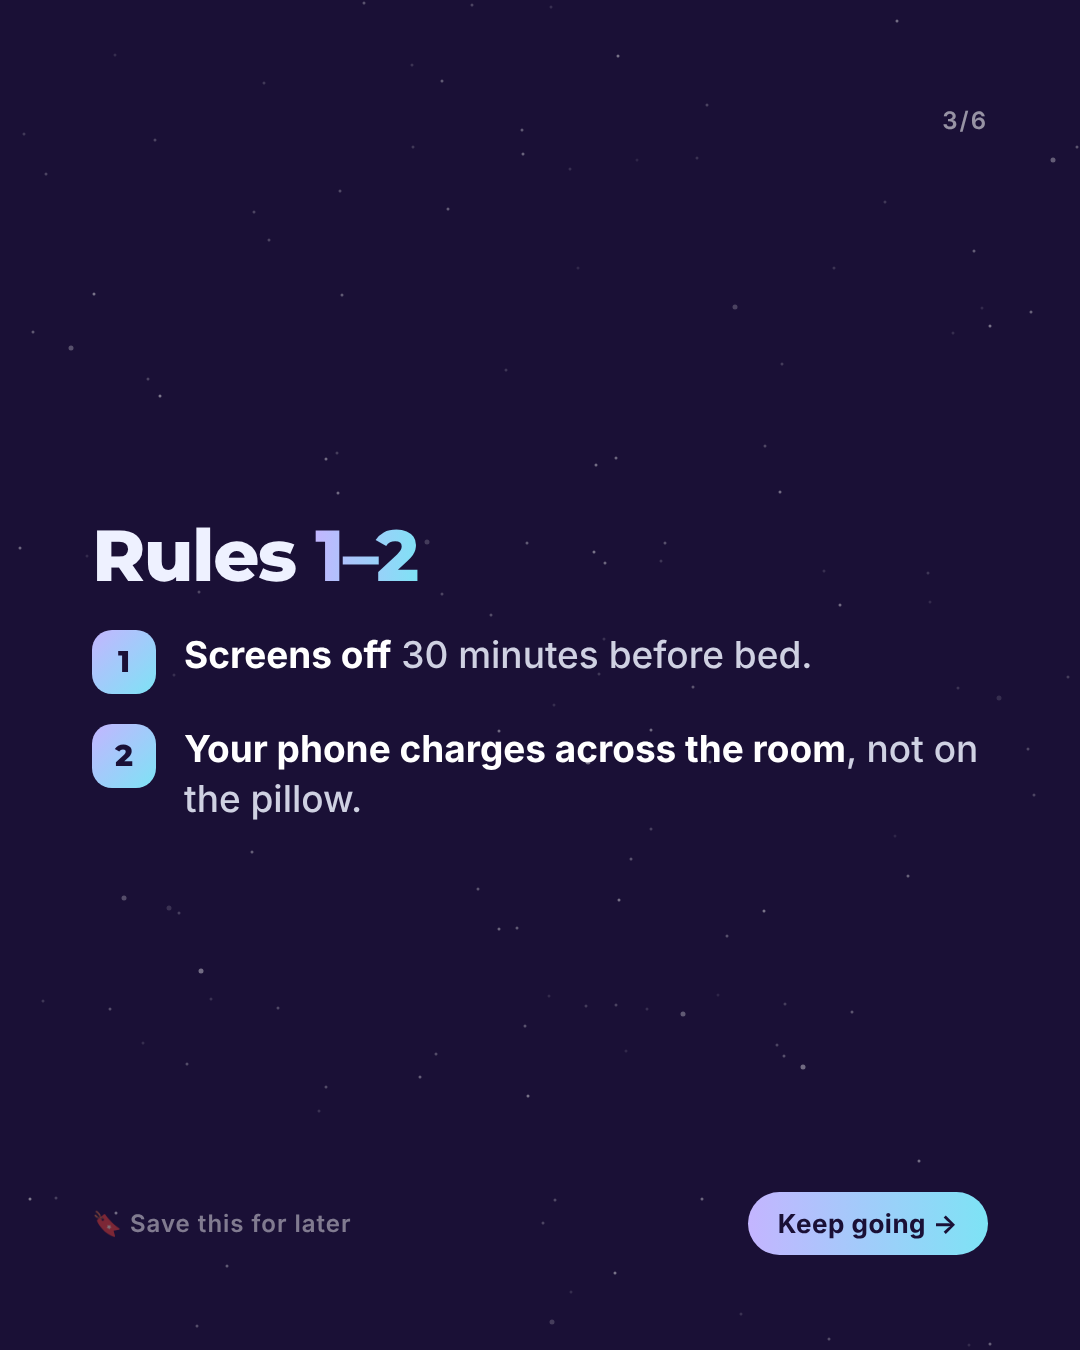 3/6
Rules 1–2
1 Screens off 30 minutes before bed.
2 Your phone charges across the room, not on
the pillow.
🔖 Save this for later
Keep going →